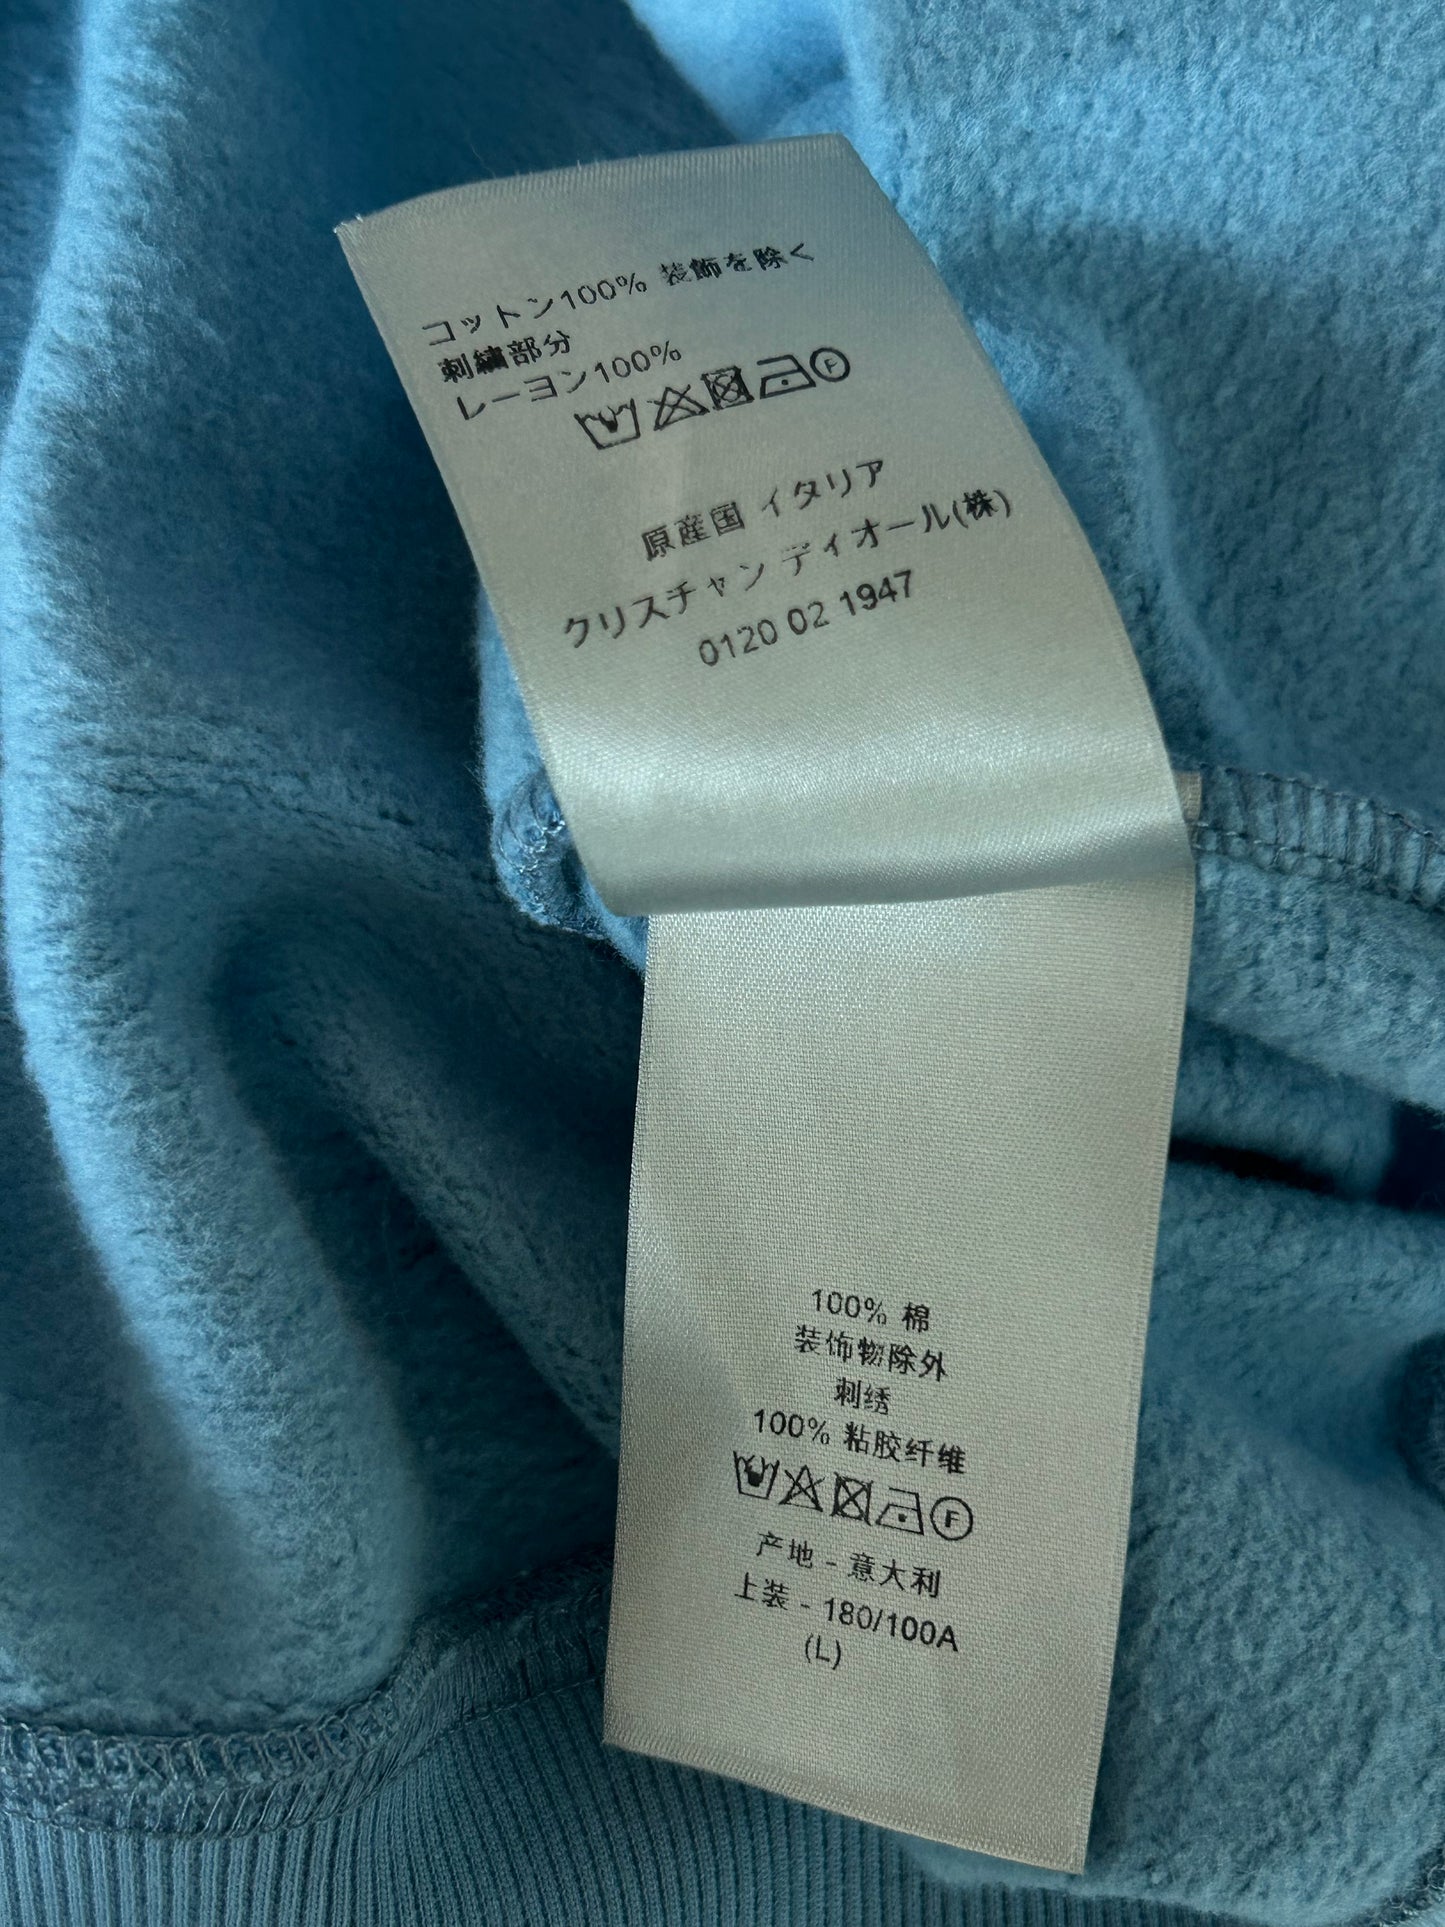 コットン100% 装飾を除く
刺繍部分
レーヨン100%
F
原産国 イタリア
クリスチャン ディオール(株)
0120 02 1947
100% 棉
装饰物除外
刺绣
100% 粘胶纤维
F
产地 - 意大利
上装 - 180/100A
(L)